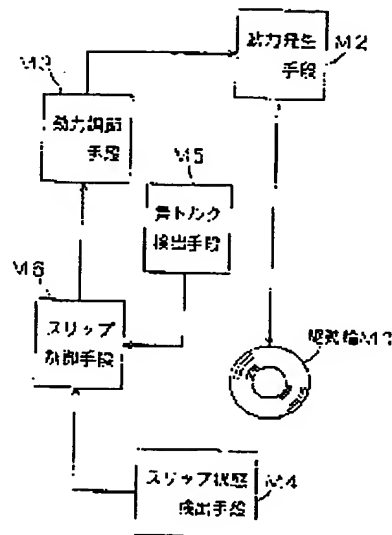 M3
動力発生
手段
M2
動力調節
手段
M5
トルク
検出手段
M6
スリップ
制御手段
駆動輪
スリップ状態
検出手段
M4